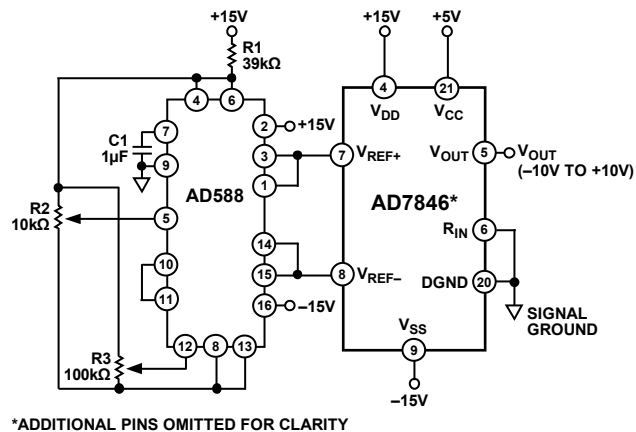 +15V
R1
39kΩ
+15V
+5V
4
6
4
21
VDD
VCC
7
C1
1µF
9
2
+15V
3
1
7
VREF+
VOUT
5
VOUT
(–10V TO +10V)
AD588
AD7846*
R2
10kΩ
5
RIN
6
14
15
8
VREF–
DGND
20
10
11
16
–15V
SIGNAL
GROUND
VSS
9
–15V
R3
100kΩ
12
8
13
*ADDITIONAL PINS OMITTED FOR CLARITY